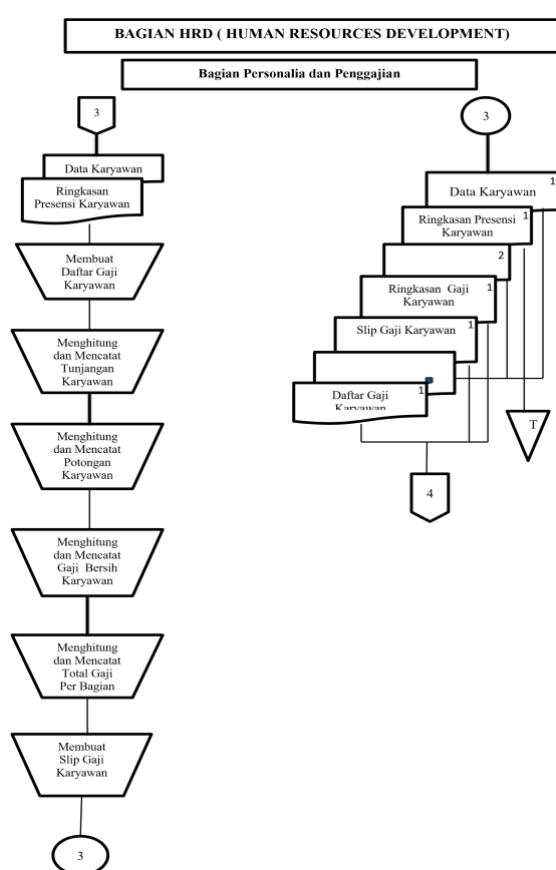 BAGIAN HRD ( HUMAN RESOURCES DEVELOPMENT)
Bagian Personalia dan Penggajian
3
Data Karyawan
Ringkasan
Presensi Karyawan
Membuat
Daftar Gaji
Karyawan
Menghitung
dan Mencatat
Tunjangan
Karyawan
Menghitung
dan Mencatat
Potongan
Karyawan
Menghitung
dan Mencatat
Gaji Bersih
Karyawan
Menghitung
dan Mencatat
Total Gaji
Per Bagian
Membuat
Slip Gaji
Karyawan
3
3
1
Data Karyawan
Ringkasan Presensi 1
Karyawan
2
Ringkasan Gaji 1
Karyawan
Slip Gaji Karyawan 1
Daftar Gaji 1
Karyawan
T
4